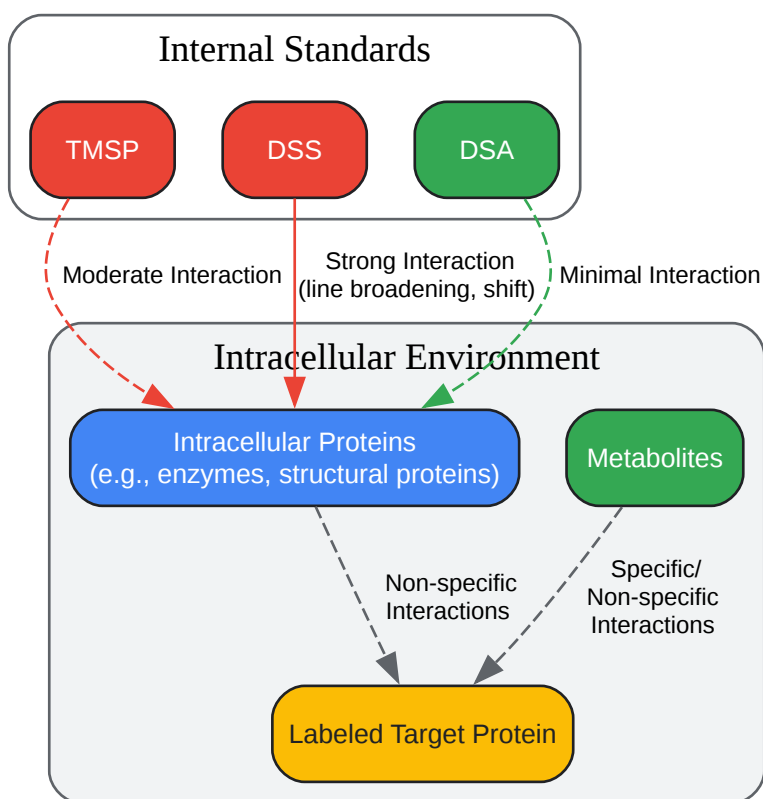 Internal Standards
TMSP
DSS
DSA
Moderate Interaction
Strong Interaction
(line broadening, shift)
Minimal Interaction
Intracellular Environment
Intracellular Proteins
(e.g., enzymes, structural proteins)
Metabolites
Non-specific
Interactions
Specific/
Non-specific
Interactions
Labeled Target Protein